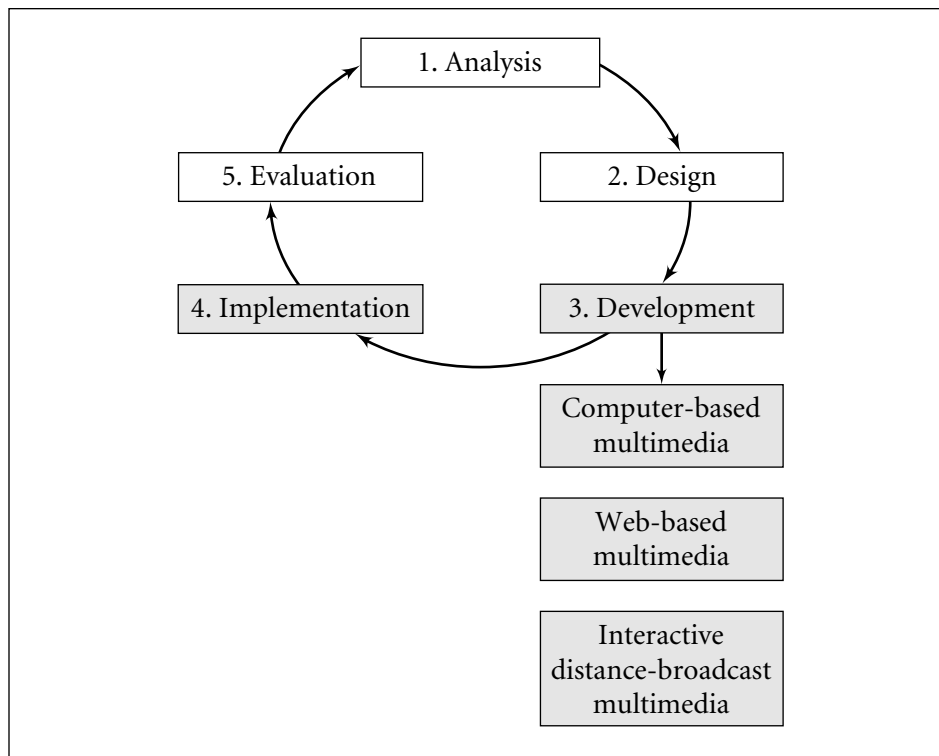 1. Analysis
5. Evaluation
2. Design
4. Implementation
3. Development
Computer-based
multimedia
Web-based
multimedia
Interactive
distance-broadcast
multimedia